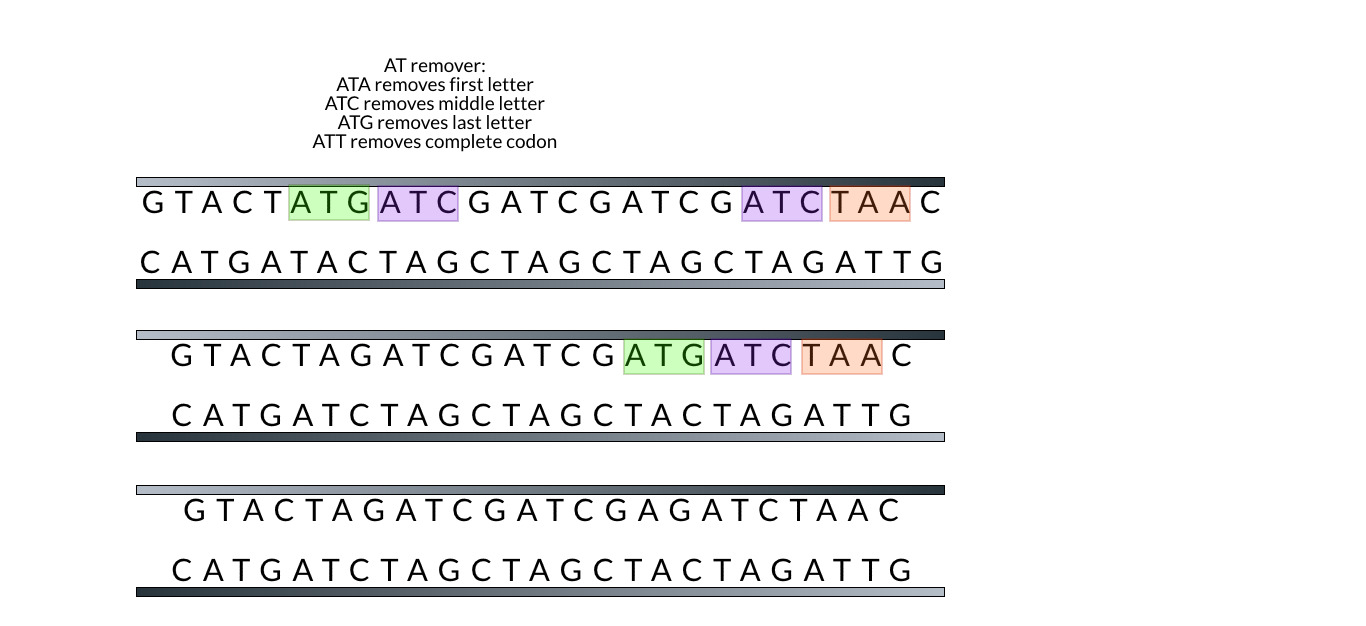 AT remover:
ATA removes first letter
ATC removes middle letter
ATG removes last letter
ATT removes complete codon
G T A C T A T G A T C G A T C G A T C G A T C T A A C
C A T G A T A C T A G C T A G C T A G C T A G A T T G
G T A C T A G A T C G A T C G A T G A T C T A A C
C A T G A T C T A G C T A G C T A C T A G A T T G
G T A C T A G A T C G A T C G A G A T C T A A C
C A T G A T C T A G C T A G C T A C T A G A T T G